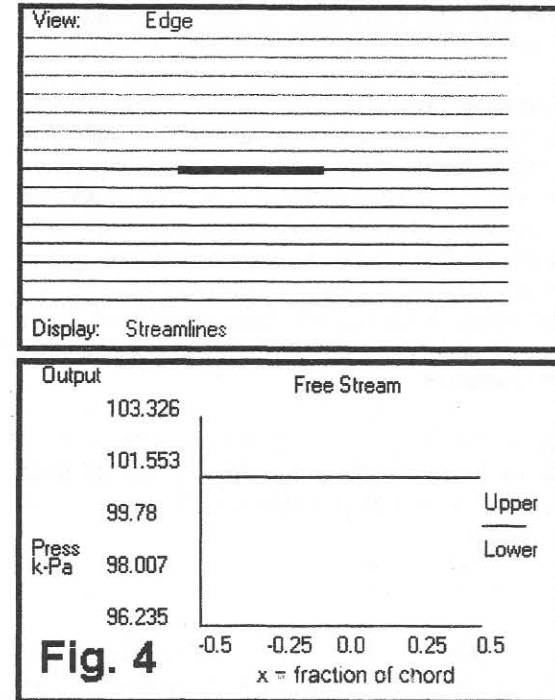 View: Edge
Display: Streamlines
Output
Free Stream
103.326
101.553
99.78
Press
k-Pa
98.007
96.235
Upper
Lower
-0.5 -0.25 0.0 0.25 0.5
x = fraction of chord
Fig. 4